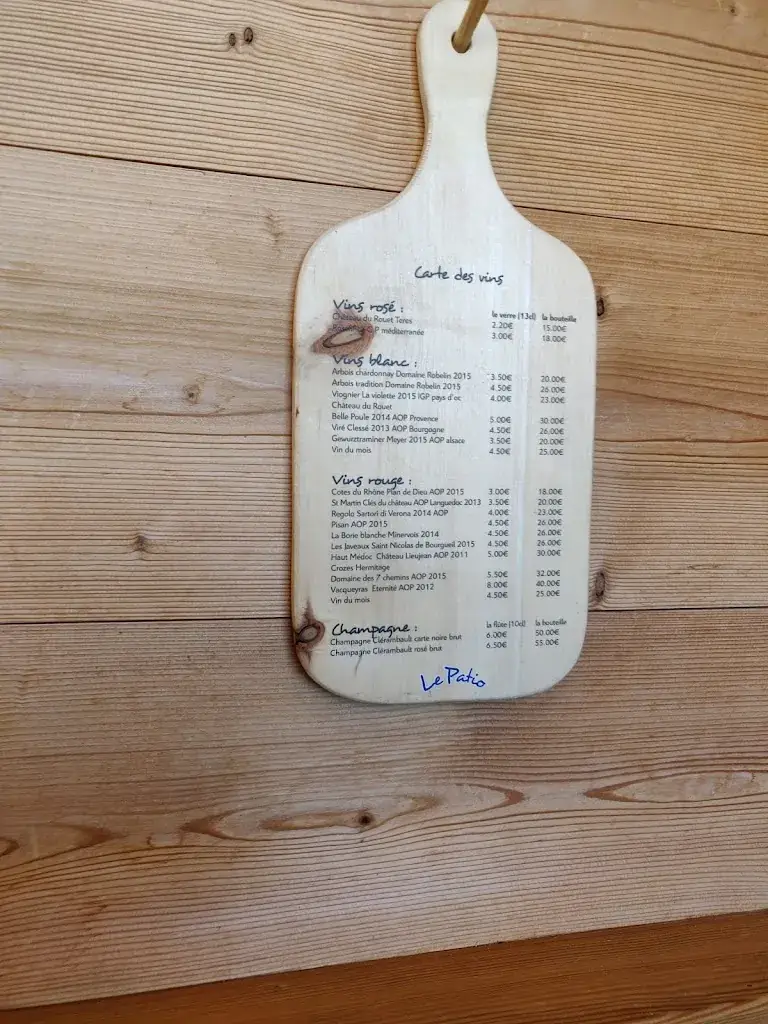 Carte des vins
Vins rosé : le verre (13cl) la bouteille
Château du Rouet Teres 2.20€ 15.00€
méditerranée 3.00€ 18.00€
Vins blanc :
Arbois chardonnay Domaine Robelin 2015 3.50€ 20.00€
Arbois tradition Domaine Robelin 2015 4.50€ 26.00€
Viognier La violette 2015 IGP pays d'oc 4.00€ 23.00€
Château du Rouet
Belle Poule 2014 AOP Provence 5.00€ 30.00€
Viré Clessé 2013 AOP Bourgogne 4.50€ 26.00€
Gewurztraminer Meyer 2015 AOP alsace 3.50€ 20.00€
Vin du mois 4.50€ 25.00€
Vins rouge :
Cotes du Rhône Plan de Dieu AOP 2015 3.00€ 18.00€
St Martin Clés du château AOP Languedoc 2013 3.50€ 20.00€
Regolo Sartori di Verona 2014 AOP 4.00€ 23.00€
Pisan AOP 2015 4.50€ 26.00€
La Borie blanche Minervois 2014 4.50€ 26.00€
Les Javeaux Saint Nicolas de Bourgueil 2015 4.50€ 26.00€
Haut Médoc Château Lieujean AOP 2011 5.00€ 30.00€
Crozes Hermitage
Domaine des 7 chemins AOP 2015 5.50€ 32.00€
Vacqueyras Eternité AOP 2012 8.00€ 40.00€
Vin du mois 4.50€ 25.00€
Champagne : la flûte (10cl) la bouteille
Champagne Clérambault carte noire brut 6.00€ 50.00€
Champagne Clérambault rosé brut 6.50€ 55.00€
Le Patio